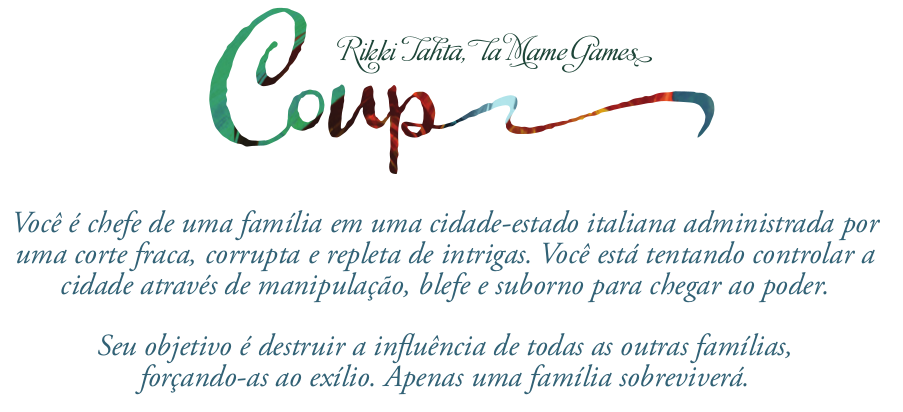 Rikki Tahta, La Mame Games
Coup
Você é chefe de uma família em uma cidade-estado italiana administrada por
uma corte fraca, corrupta e repleta de intrigas. Você está tentando controlar a
cidade através de manipulação, blefe e suborno para chegar ao poder.
Seu objetivo é destruir a influência de todas as outras famílias,
forçando-as ao exílio. Apenas uma família sobreviverá.